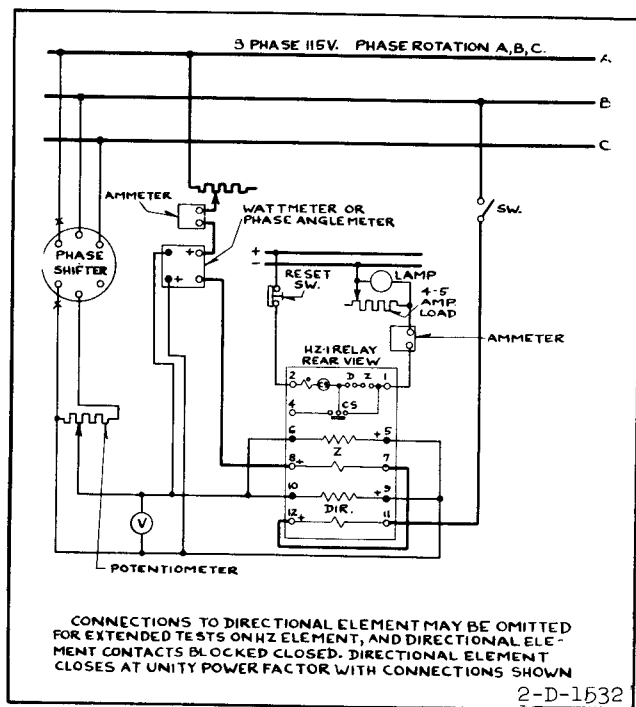 3 PHASE 115V. PHASE ROTATION A,B,C.
A
B
C
AMMETER
WATTMETER OR
PHASE ANGLE METER
SW.
PHASE
SHIFTER
+
+
+
-
RESET
SW.
LAMP
4-5
AMP.
LOAD
AMMETER
HZ-1 RELAY
REAR VIEW
2
CS
D
Z
1
4
CS
6
+
5
Z
8
+
7
10
+
9
DIR.
12
+
11
V
POTENTIOMETER
CONNECTIONS TO DIRECTIONAL ELEMENT MAY BE OMITTED
FOR EXTENDED TESTS ON HZ ELEMENT, AND DIRECTIONAL ELE-
MENT CONTACTS BLOCKED CLOSED. DIRECTIONAL ELEMENT
CLOSES AT UNITY POWER FACTOR WITH CONNECTIONS SHOWN
2-D-1532